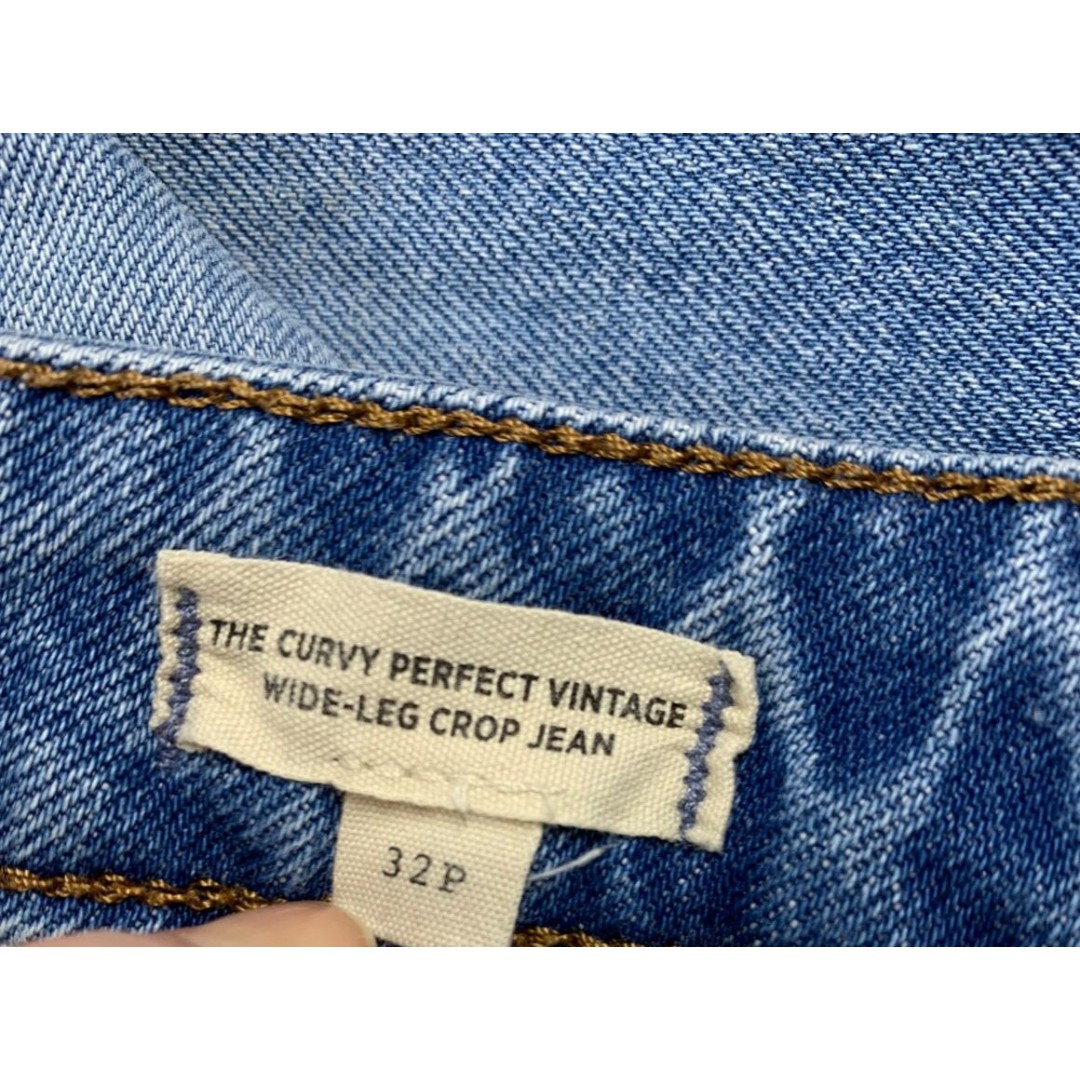 THE CURVY PERFECT VINTAGE
WIDE-LEG CROP JEAN
32P